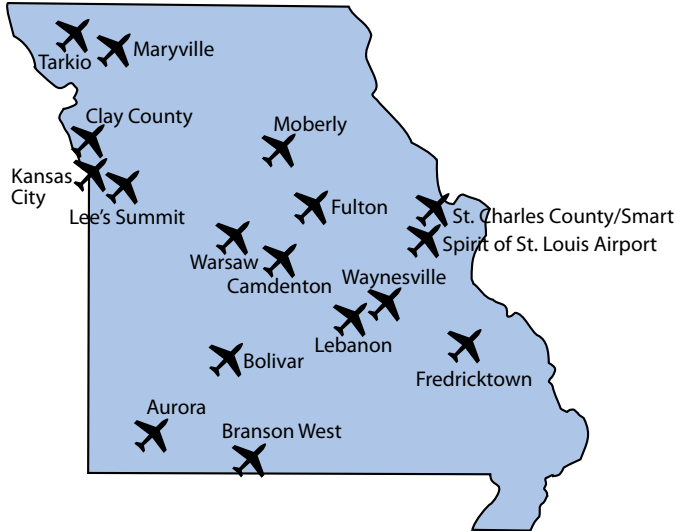 Tarkio
Maryville
Clay County
Moberly
Kansas
City
Lee's Summit
Fulton
St. Charles County/Smart
Spirit of St. Louis Airport
Warsaw
Camdenton
Waynesville
Lebanon
Bolivar
Fredricktown
Aurora
Branson West